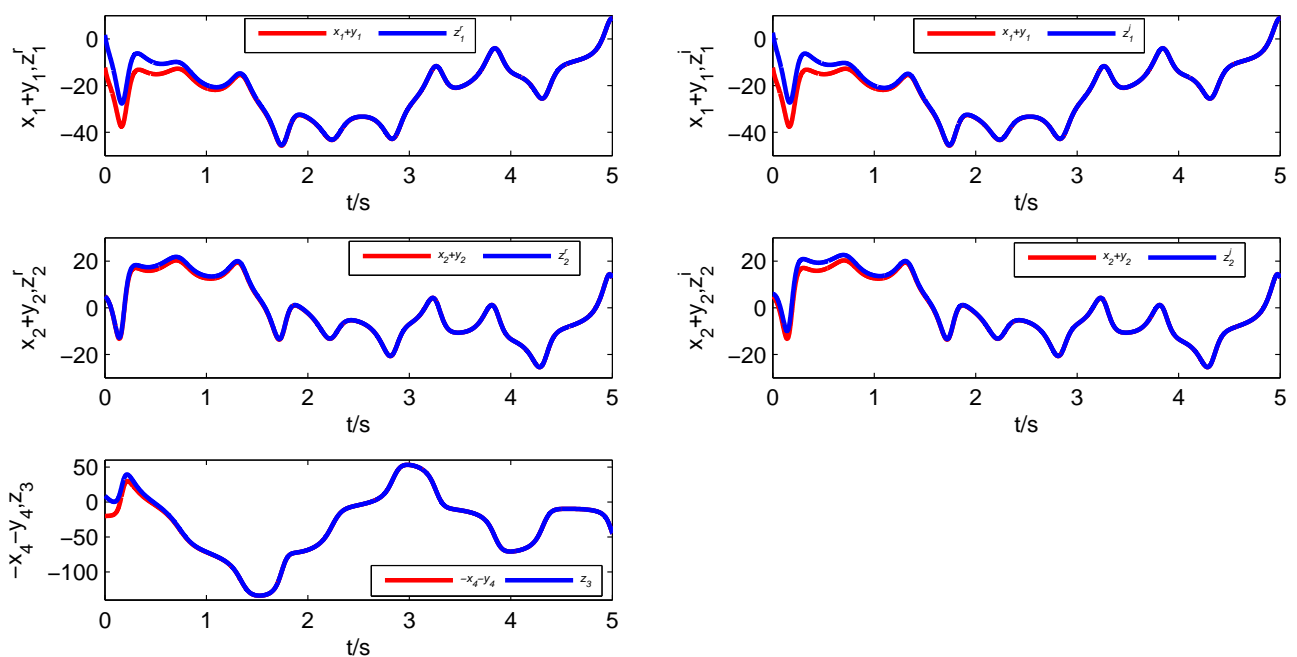 x₁+y₁ z₁ʳ
0
−20
−40
x₁+y₁,z₁ʳ
0 1 2 3 4 5
t/s
x₁+y₁ z₁ⁱ
0
−20
−40
x₁+y₁,z₁ⁱ
0 1 2 3 4 5
t/s
x₂+y₂ z₂ʳ
20
0
−20
x₂+y₂,z₂ʳ
0 1 2 3 4 5
t/s
x₂+y₂ z₂ⁱ
20
0
−20
x₂+y₂,z₂ⁱ
0 1 2 3 4 5
t/s
50
0
−50
−100
−x₄−y₄,z₃
−x₄−y₄ z₃
0 1 2 3 4 5
t/s